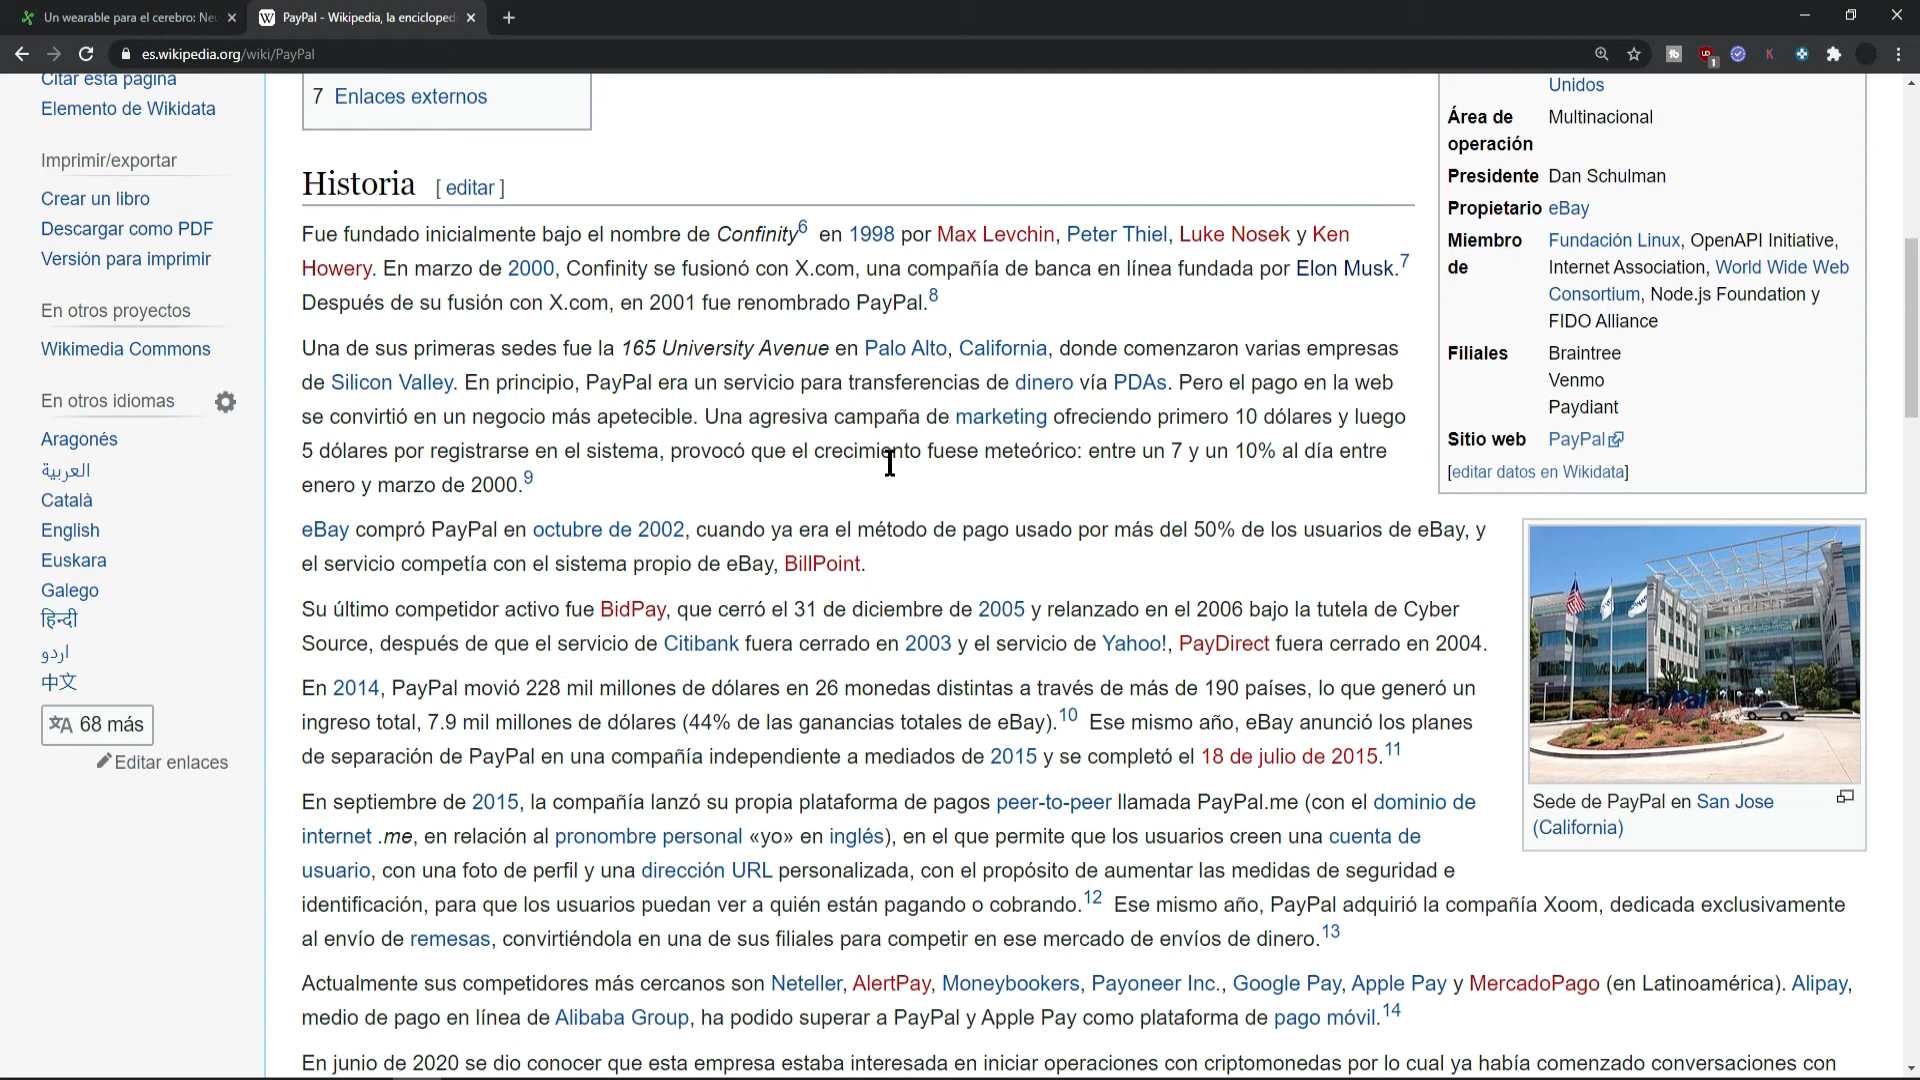 Un wearable para el cerebro: Ne
PayPal - Wikipedia, la encicloped
es.wikipedia.org/wiki/PayPal
Citar esta página
Elemento de Wikidata
Imprimir/exportar
Crear un libro
Descargar como PDF
Versión para imprimir
En otros proyectos
Wikimedia Commons
En otros idiomas
Aragonés
العربية
Català
English
Euskara
Galego
हिन्दी
اردو
中文
68 más
Editar enlaces
7 Enlaces externos
Historia [ editar ]
Fue fundado inicialmente bajo el nombre de Confinity6 en 1998 por Max Levchin, Peter Thiel, Luke Nosek y Ken
Howery. En marzo de 2000, Confinity se fusionó con X.com, una compañía de banca en línea fundada por Elon Musk.7
Después de su fusión con X.com, en 2001 fue renombrado PayPal.8
Una de sus primeras sedes fue la 165 University Avenue en Palo Alto, California, donde comenzaron varias empresas
de Silicon Valley. En principio, PayPal era un servicio para transferencias de dinero vía PDAs. Pero el pago en la web
se convirtió en un negocio más apetecible. Una agresiva campaña de marketing ofreciendo primero 10 dólares y luego
5 dólares por registrarse en el sistema, provocó que el crecimiento fuese meteórico: entre un 7 y un 10% al día entre
enero y marzo de 2000.9
eBay compró PayPal en octubre de 2002, cuando ya era el método de pago usado por más del 50% de los usuarios de eBay, y
el servicio competía con el sistema propio de eBay, BillPoint.
Su último competidor activo fue BidPay, que cerró el 31 de diciembre de 2005 y relanzado en el 2006 bajo la tutela de Cyber
Source, después de que el servicio de Citibank fuera cerrado en 2003 y el servicio de Yahoo!, PayDirect fuera cerrado en 2004.
En 2014, PayPal movió 228 mil millones de dólares en 26 monedas distintas a través de más de 190 países, lo que generó un
ingreso total, 7.9 mil millones de dólares (44% de las ganancias totales de eBay).10 Ese mismo año, eBay anunció los planes
de separación de PayPal en una compañía independiente a mediados de 2015 y se completó el 18 de julio de 2015.11
En septiembre de 2015, la compañía lanzó su propia plataforma de pagos peer-to-peer llamada PayPal.me (con el dominio de
internet .me, en relación al pronombre personal «yo» en inglés), en el que permite que los usuarios creen una cuenta de
usuario, con una foto de perfil y una dirección URL personalizada, con el propósito de aumentar las medidas de seguridad e
identificación, para que los usuarios puedan ver a quién están pagando o cobrando.12 Ese mismo año, PayPal adquirió la compañía Xoom, dedicada exclusivamente
al envío de remesas, convirtiéndola en una de sus filiales para competir en ese mercado de envíos de dinero.13
Actualmente sus competidores más cercanos son Neteller, AlertPay, Moneybookers, Payoneer Inc., Google Pay, Apple Pay y MercadoPago (en Latinoamérica). Alipay,
medio de pago en línea de Alibaba Group, ha podido superar a PayPal y Apple Pay como plataforma de pago móvil.14
En junio de 2020 se dio conocer que esta empresa estaba interesada en iniciar operaciones con criptomonedas por lo cual ya había comenzado conversaciones con
Unidos
Área de operación Multinacional
Presidente Dan Schulman
Propietario eBay
Miembro de Fundación Linux, OpenAPI Initiative,
Internet Association, World Wide Web
Consortium, Node.js Foundation y
FIDO Alliance
Filiales Braintree
Venmo
Paydiant
Sitio web PayPal
[editar datos en Wikidata]
PayPal
Sede de PayPal en San Jose
(California)